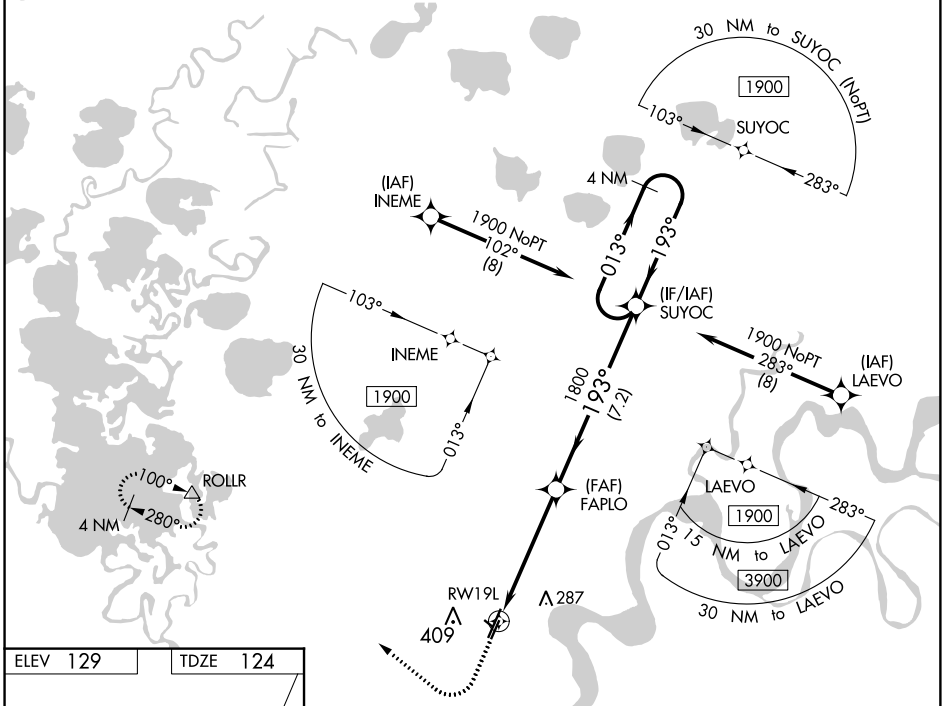 30 NM to SUYOC (NoPT)
1900
103°
SUYOC
283°
4 NM
013°
193°
(IAF)
INEME
1900 NoPT
102°
(8)
(IF/IAF)
SUYOC
103°
INEME
1900
013°
30 NM to INEME
1900 NoPT
283°
(8)
(IAF)
LAEVO
1800
193°
(7.2)
LAEVO
283°
1900
013°
15 NM to LAEVO
3900
30 NM to LAEVO
100°
ROLLR
280°
4 NM
(FAF)
FAPLO
RW19L
287
409
ELEV 129
TDZE 124